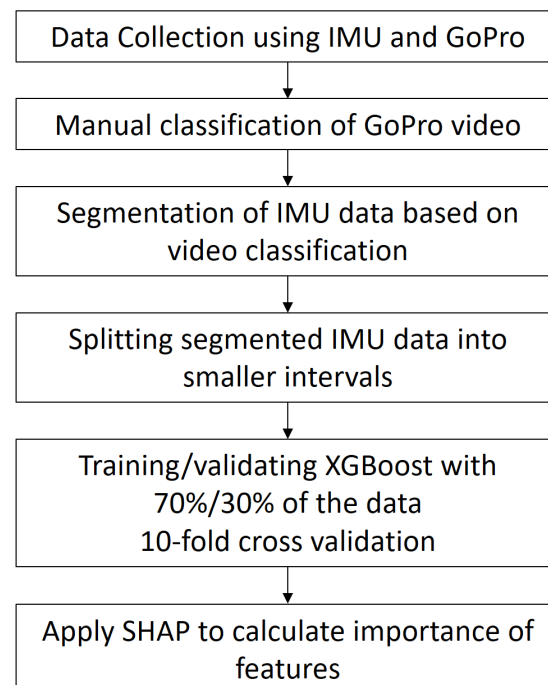 Data Collection using IMU and GoPro
Manual classification of GoPro video
Segmentation of IMU data based on
video classification
Splitting segmented IMU data into
smaller intervals
Training/validating XGBoost with
70%/30% of the data
10-fold cross validation
Apply SHAP to calculate importance of
features